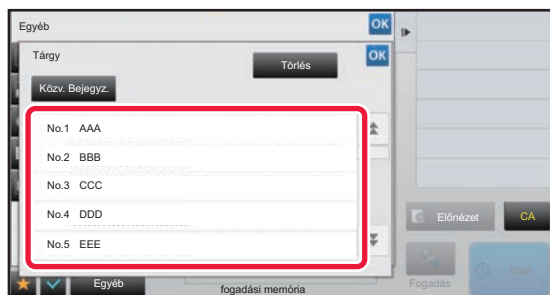 Egyéb
OK
Tárgy
Törlés
OK
Közv. Bejegyz.
No.1 AAA
No.2 BBB
No.3 CCC
No.4 DDD
No.5 EEE
Előnézet
CA
Egyéb
fogadási memória
Fogadás
Start